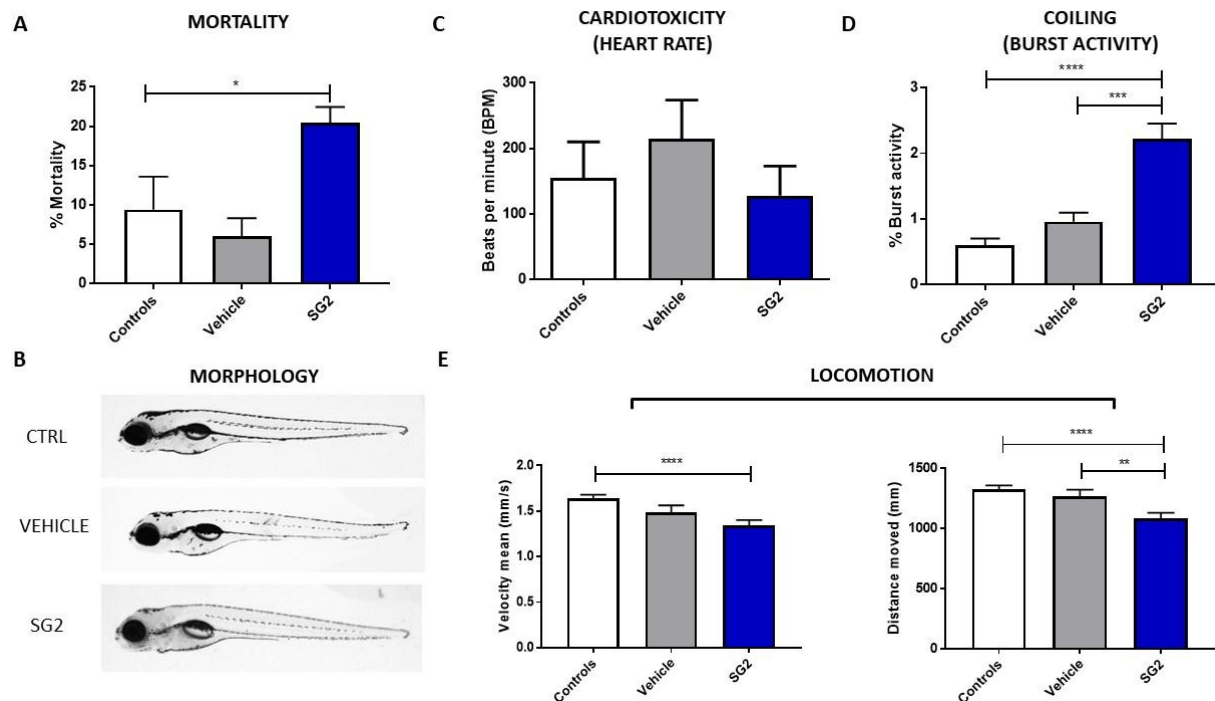 A
MORTALITY
% Mortality
25
20
15
10
5
0
*
Controls
Vehicle
SG2
C
CARDIOTOXICITY
(HEART RATE)
Beats per minute (BPM)
300
200
100
0
Controls
Vehicle
SG2
D
COILING
(BURST ACTIVITY)
% Burst activity
3
2
1
0
****
***
Controls
Vehicle
SG2
B
MORPHOLOGY
CTRL
VEHICLE
SG2
E
LOCOMOTION
Velocity mean (mm/s)
2.0
1.5
1.0
0.5
0.0
****
Controls
Vehicle
SG2
Distance moved (mm)
1500
1000
500
0
****
**
Controls
Vehicle
SG2